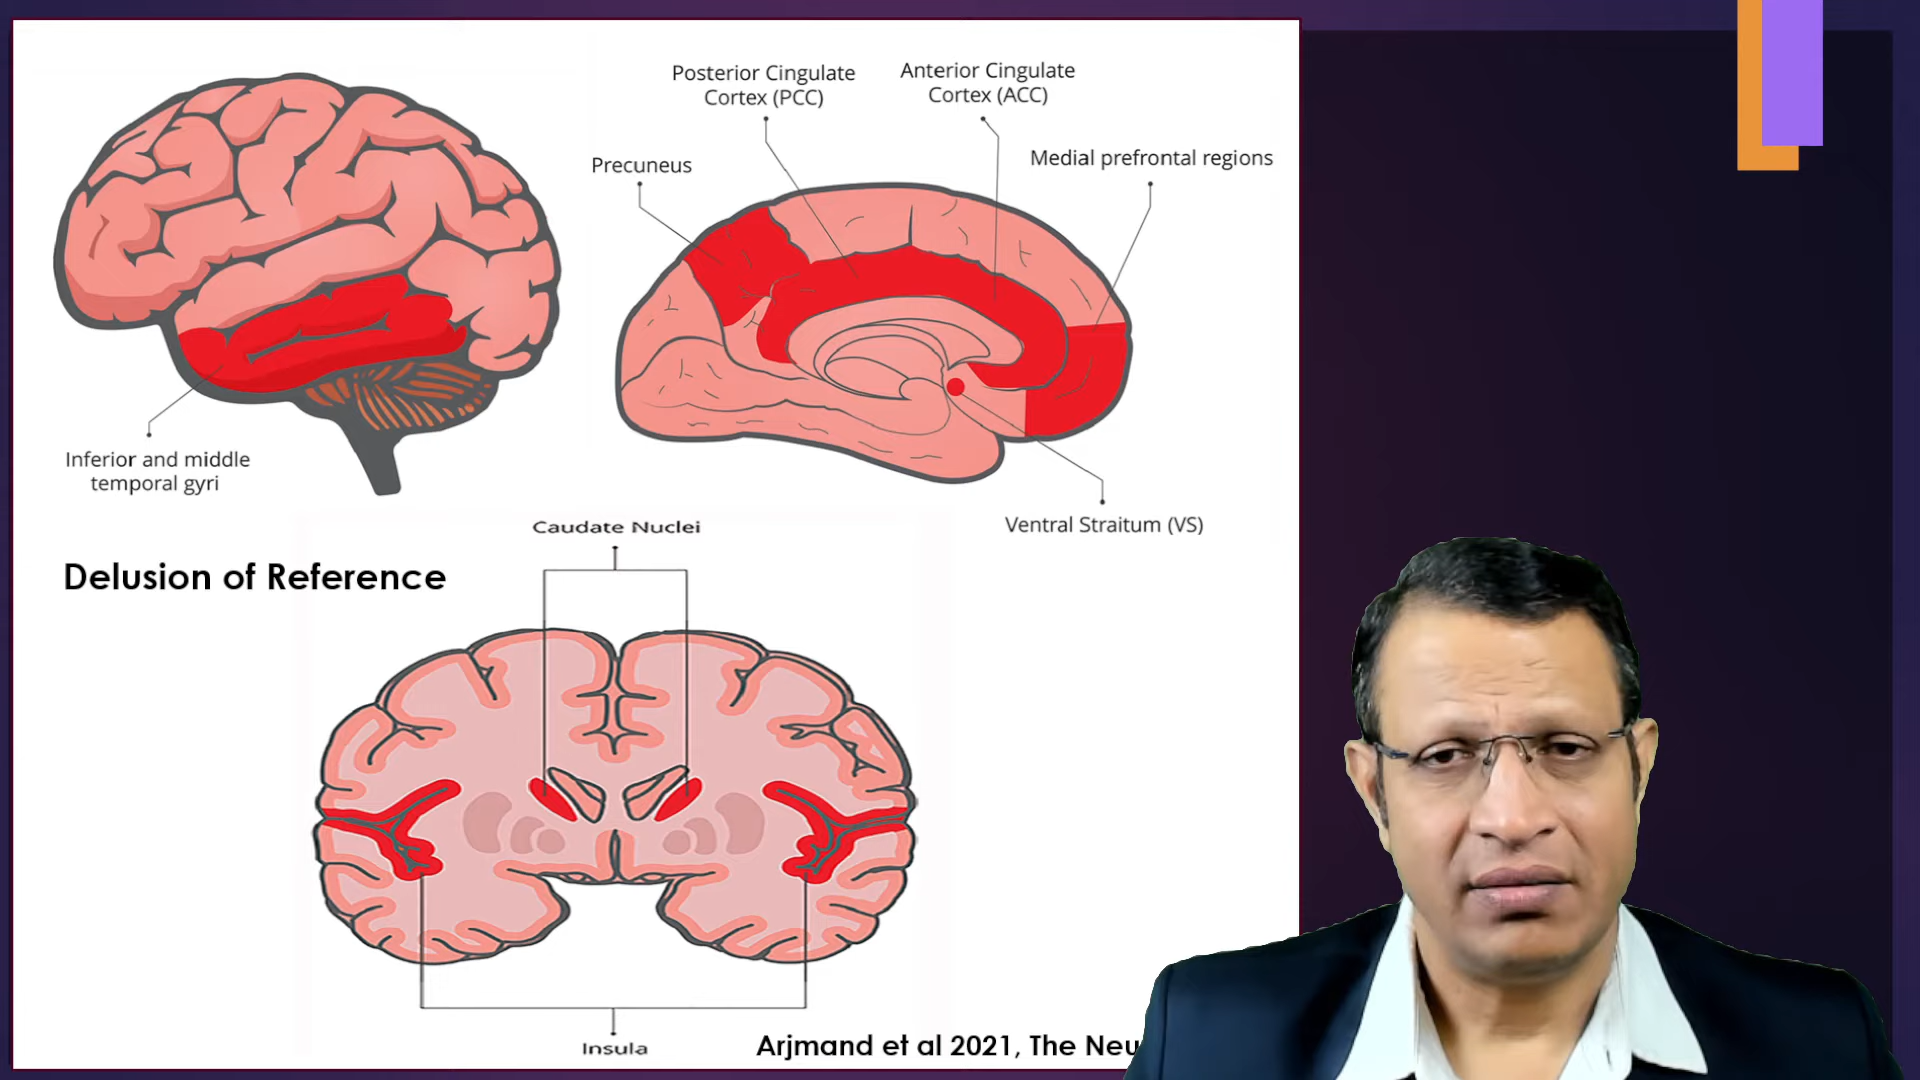 Posterior Cingulate
Cortex (PCC)
Anterior Cingulate
Cortex (ACC)
Precuneus
Medial prefrontal regions
Inferior and middle
temporal gyri
Ventral Straitum (VS)
Caudate Nuclei
Delusion of Reference
Insula
Arjmand et al 2021, The Neu